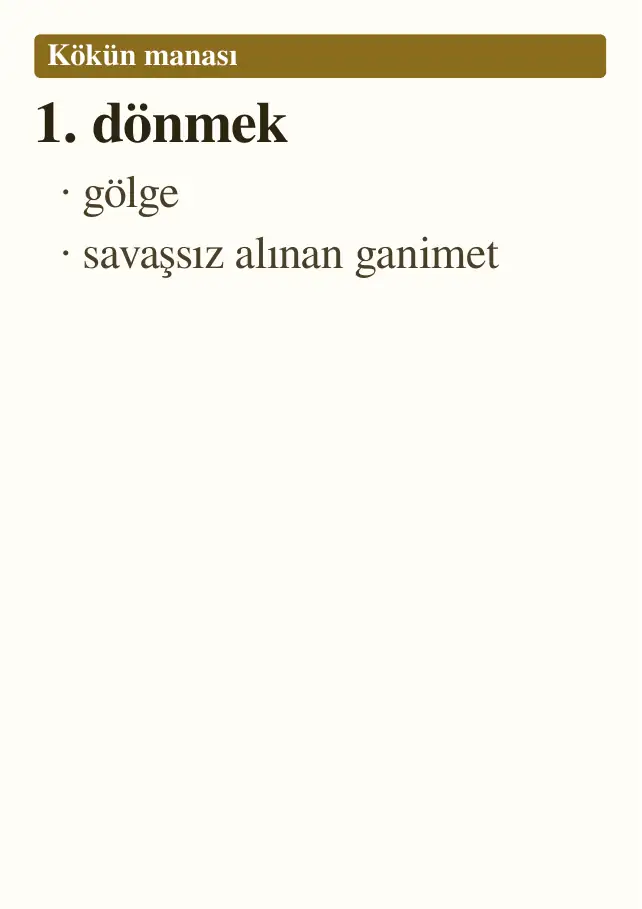 Kökün manası
1. dönmek
· gölge
· savaşsız alınan ganimet